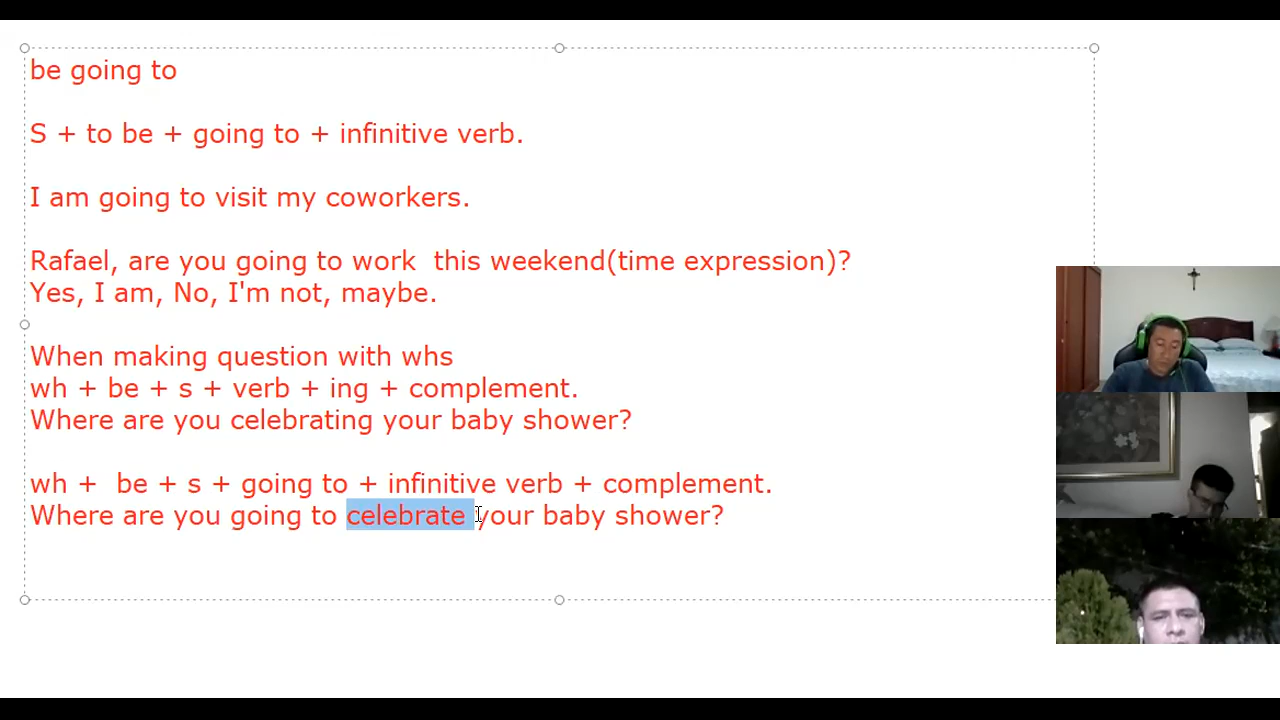 be going to
S + to be + going to + infinitive verb.
I am going to visit my coworkers.
Rafael, are you going to work  this weekend(time expression)?
Yes, I am, No, I'm not, maybe.
When making question with whs
wh + be + s + verb + ing + complement.
Where are you celebrating your baby shower?
wh +  be + s + going to + infinitive verb + complement.
Where are you going to celebrate your baby shower?